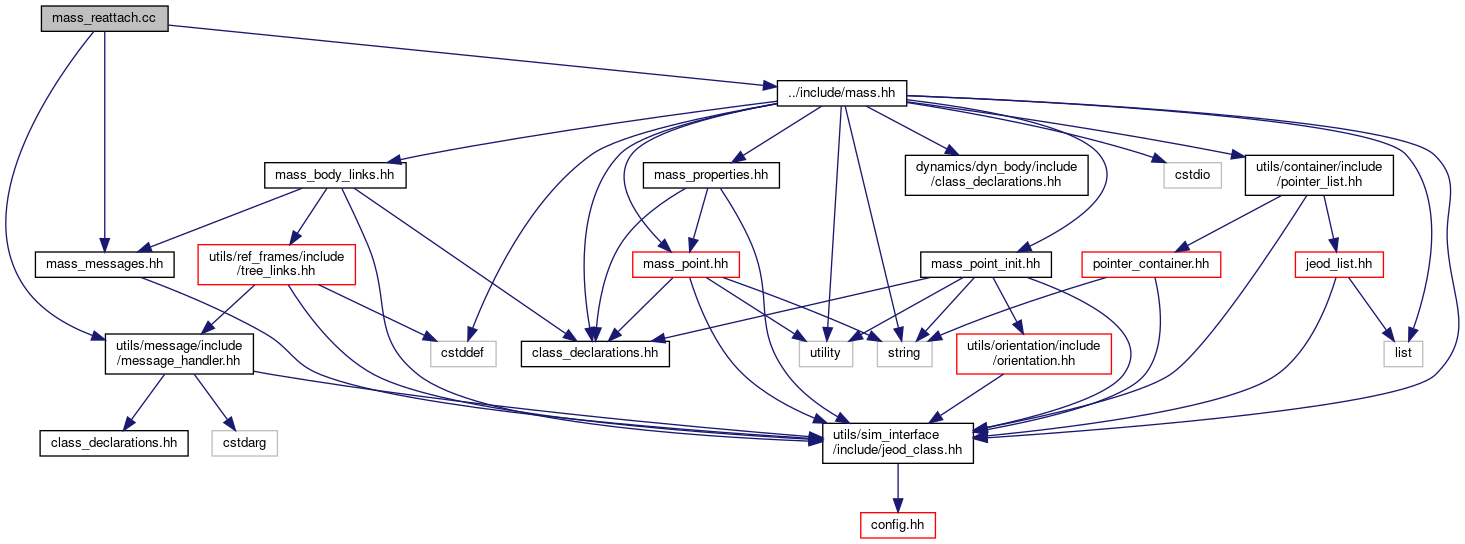 mass_reattach.cc
../include/mass.hh
mass_body_links.hh
mass_properties.hh
dynamics/dyn_body/include
/class_declarations.hh
cstdio
utils/container/include
/pointer_list.hh
mass_messages.hh
utils/ref_frames/include
/tree_links.hh
mass_point.hh
mass_point_init.hh
pointer_container.hh
jeod_list.hh
utils/message/include
/message_handler.hh
cstddef
class_declarations.hh
utility
string
utils/orientation/include
/orientation.hh
list
class_declarations.hh
cstdarg
utils/sim_interface
/include/jeod_class.hh
config.hh